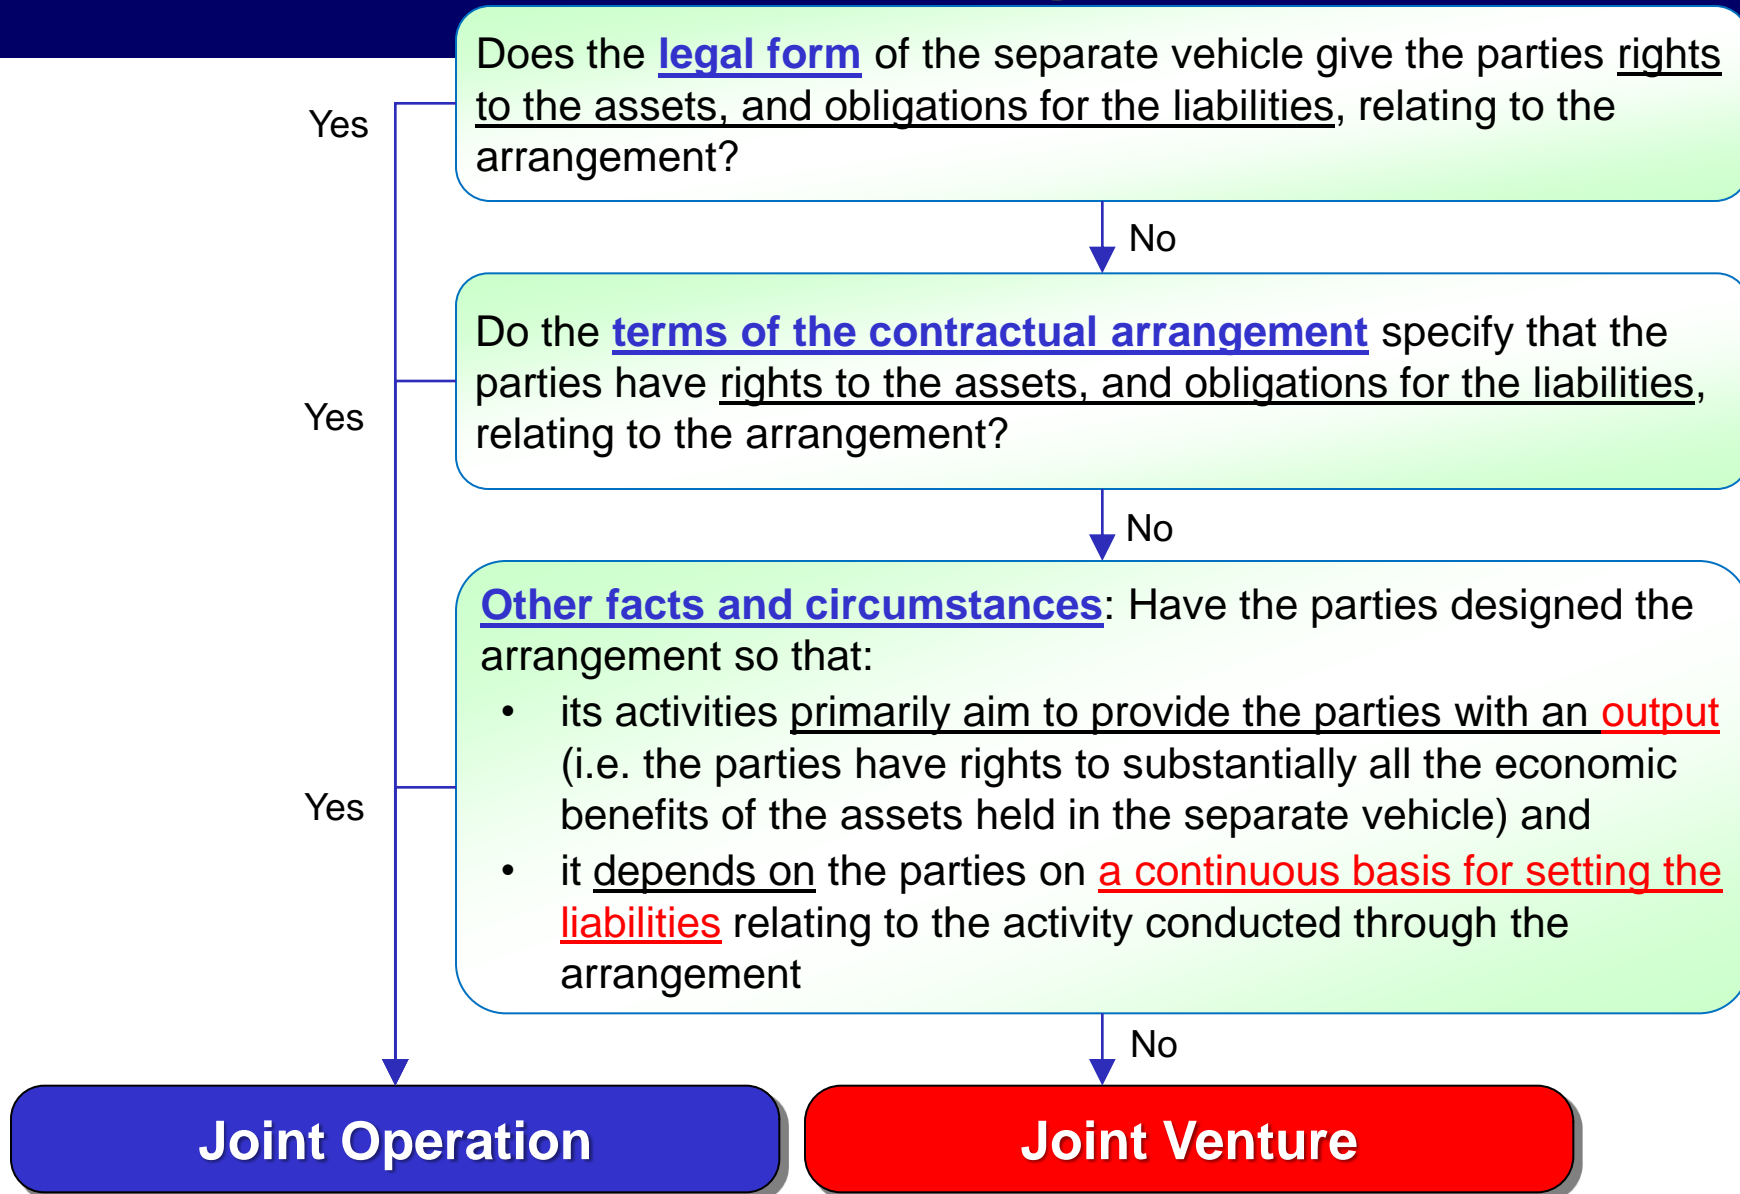 Does the legal form of the separate vehicle give the parties rights
to the assets, and obligations for the liabilities, relating to the
arrangement?
Yes
No
Do the terms of the contractual arrangement specify that the
parties have rights to the assets, and obligations for the liabilities,
relating to the arrangement?
Yes
No
Other facts and circumstances: Have the parties designed the
arrangement so that:
• its activities primarily aim to provide the parties with an output
(i.e. the parties have rights to substantially all the economic
benefits of the assets held in the separate vehicle) and
• it depends on the parties on a continuous basis for setting the
liabilities relating to the activity conducted through the
arrangement
Yes
No
Joint Operation
Joint Venture